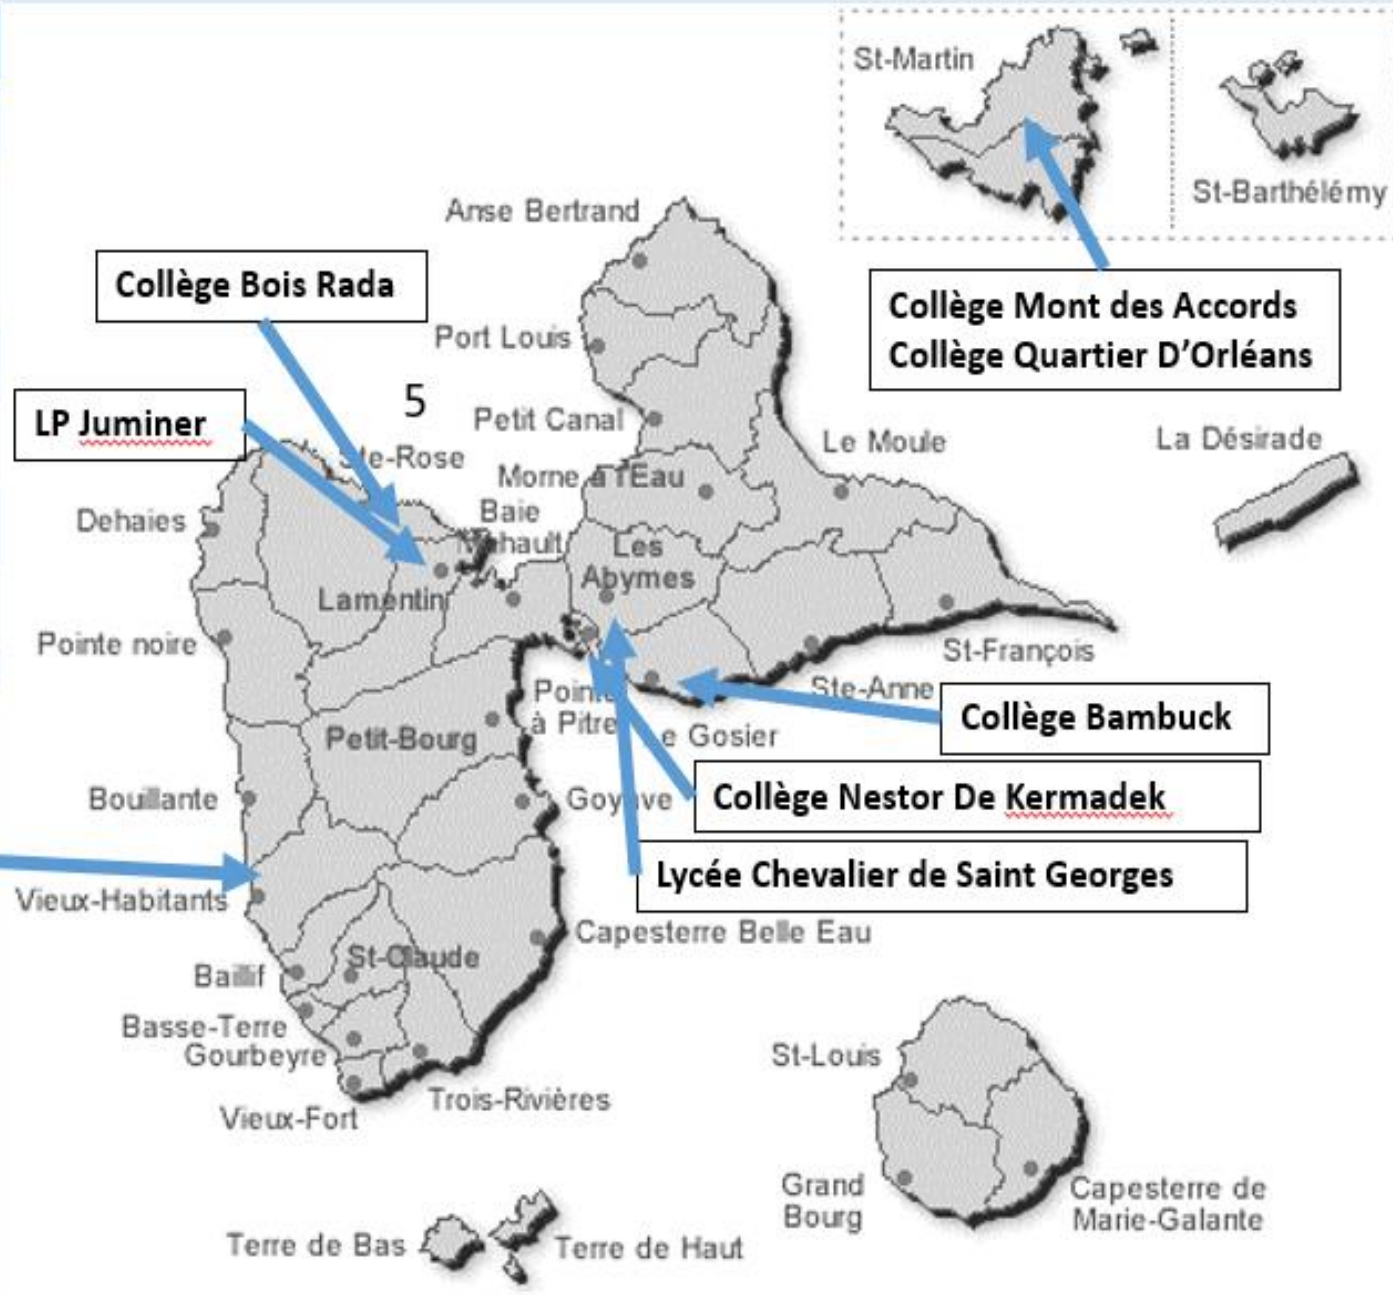 St-Martin
St-Barthélémy
Anse Bertrand
Collège Bois Rada
Collège Mont des Accords
Collège Quartier D'Orléans
Port Louis
5
LP Juminer
Petit Canal
Le Moule
La Désirade
Ste-Rose
Morne à l'Eau
Dehaies
Baie
Mahault
Les
Abymes
Lamentin
Pointe noire
St-François
Pointe
à Pitre
Ste-Anne
Collège Bambuck
Petit-Bourg
e Gosier
Bouillante
Goyave
Collège Nestor De Kermadek
Lycée Chevalier de Saint Georges
Vieux-Habitants
Capesterre Belle Eau
St-Claude
Baillif
Basse-Terre
Gourbeyre
St-Louis
Trois-Rivières
Vieux-Fort
Grand
Bourg
Capesterre de
Marie-Galante
Terre de Bas
Terre de Haut